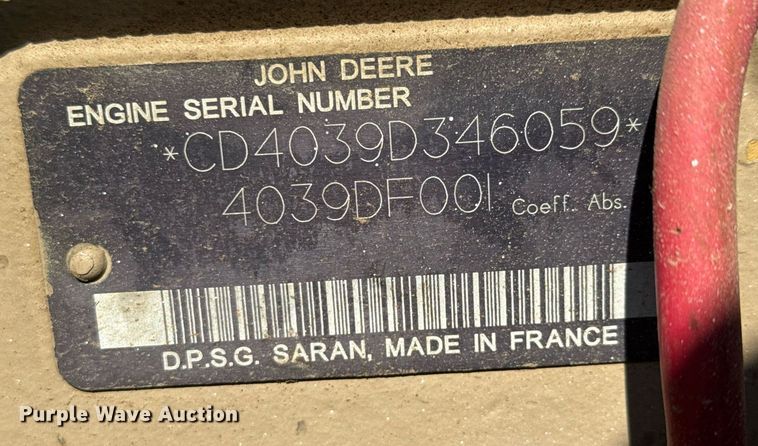 JOHN DEERE
ENGINE SERIAL NUMBER
*CD4039D346059*
4039DF001 Coeff. Abs.
D.P.S.G. SARAN, MADE IN FRANCE
Purple Wave Auction